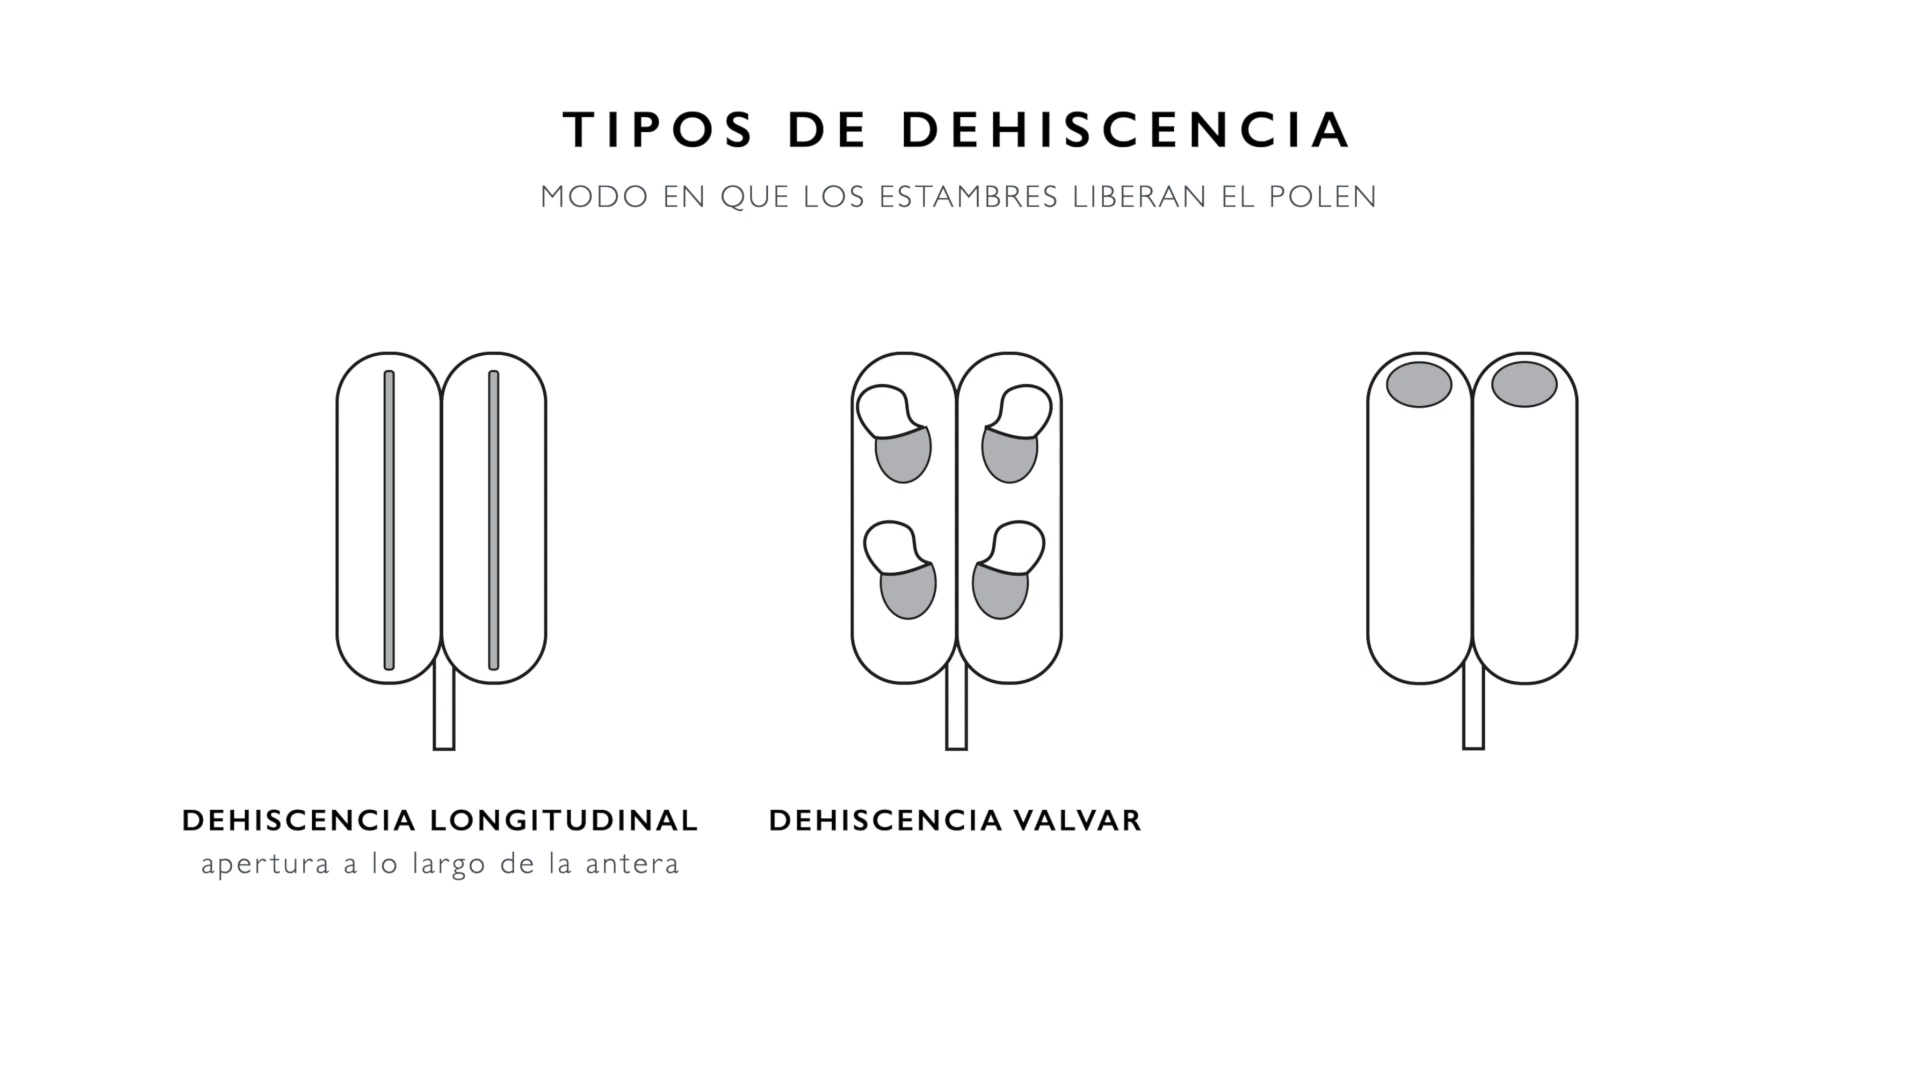 TIPOS DE DEHISCENCIA
MODO EN QUE LOS ESTAMBRES LIBERAN EL POLEN
DEHISCENCIA LONGITUDINAL
apertura a lo largo de la antera
DEHISCENCIA VALVAR